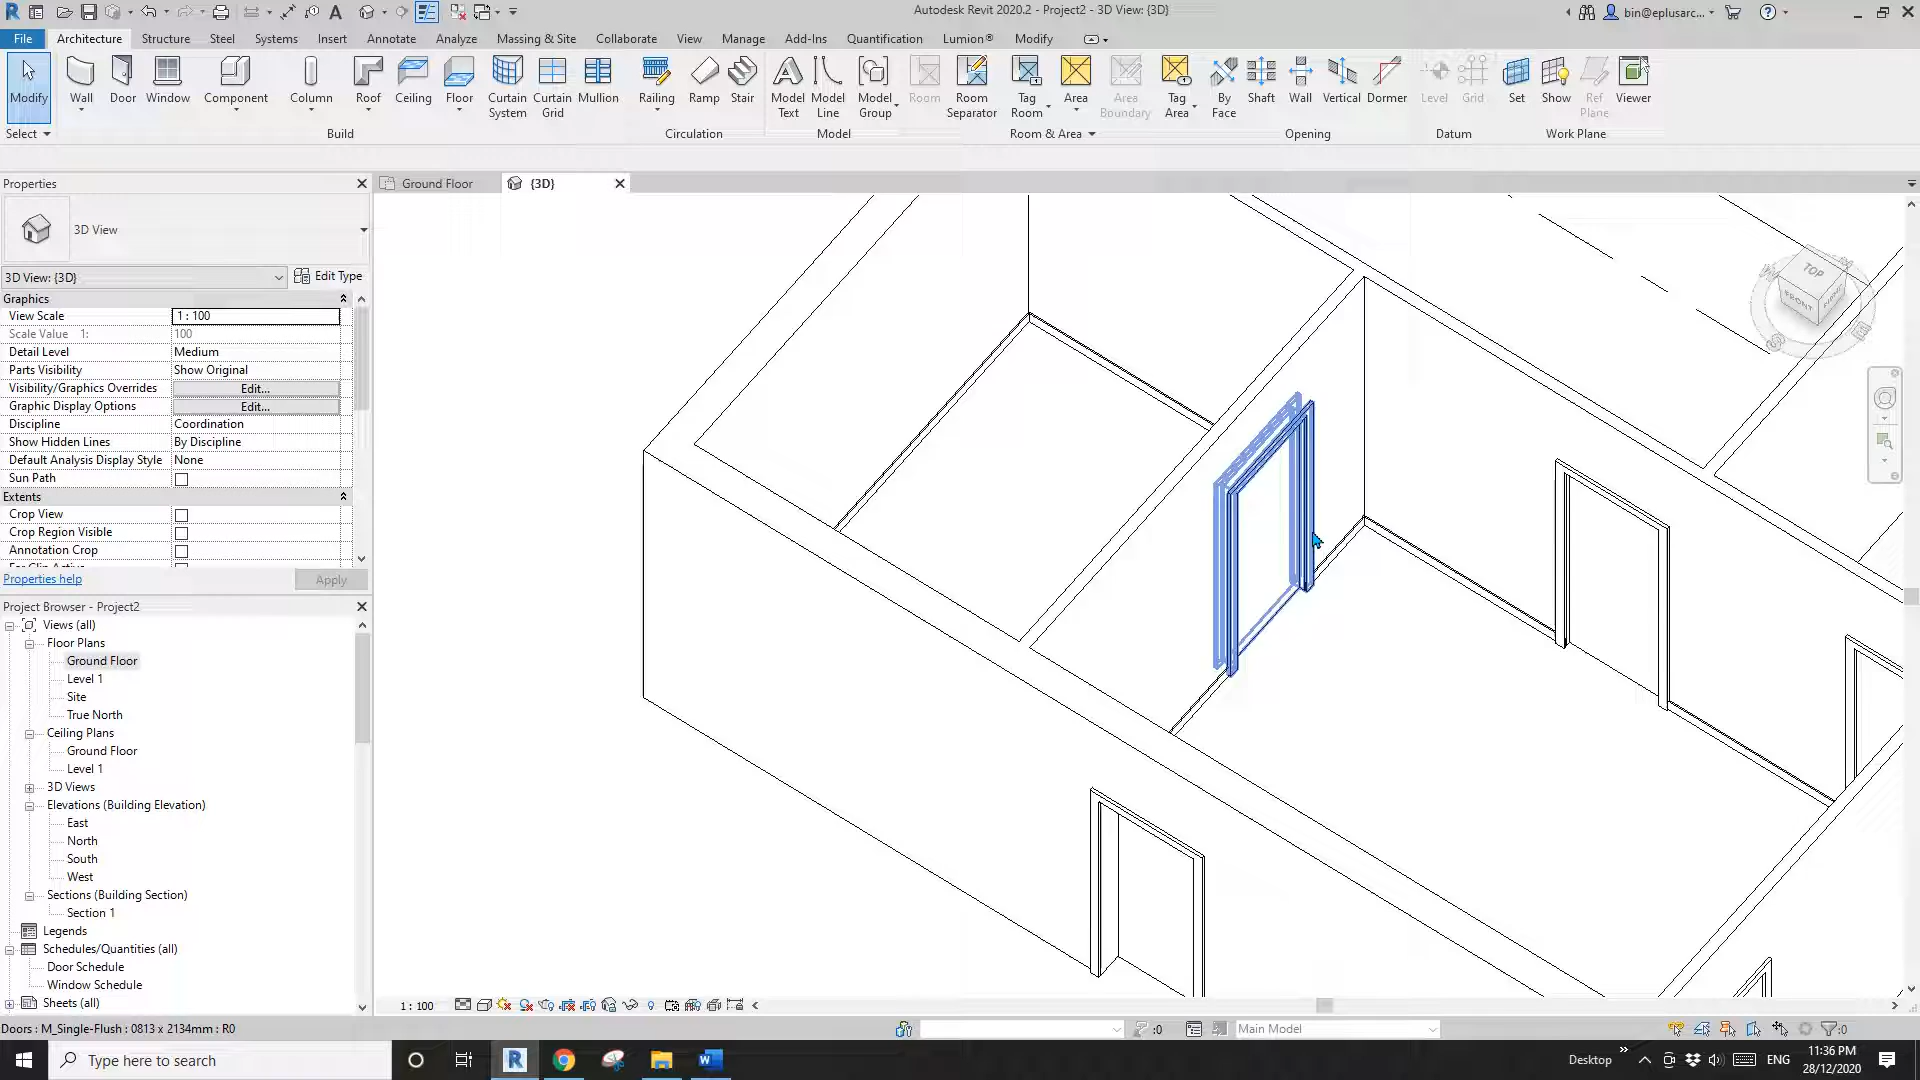 Autodesk Revit 2020.2 - Project2 - 3D View: {3D}
bin@eplusarc...
File Architecture Structure Steel Systems Insert Annotate Analyze Massing & Site Collaborate View Manage Add-Ins Quantification Lumion® Modify
Modify Wall Door Window Component Column Roof Ceiling Floor Curtain System Curtain Grid Mullion Railing Ramp Stair Model Text Model Line Model Group Room Room Separator Tag Room Area Area Boundary Tag Area By Face Shaft Wall Vertical Dormer Level Grid Set Show Ref Plane Viewer
Select Build Circulation Model Room & Area Opening Datum Work Plane
Properties
Ground Floor {3D}
3D View
3D View: {3D} Edit Type
Graphics
View Scale 1 : 100
Scale Value 1: 100
Detail Level Medium
Parts Visibility Show Original
Visibility/Graphics Overrides Edit...
Graphic Display Options Edit...
Discipline Coordination
Show Hidden Lines By Discipline
Default Analysis Display Style None
Sun Path
Extents
Crop View
Crop Region Visible
Annotation Crop
Properties help Apply
Project Browser - Project2
Views (all)
Floor Plans
Ground Floor
Level 1
Site
True North
Ceiling Plans
Ground Floor
Level 1
3D Views
Elevations (Building Elevation)
East
North
South
West
Sections (Building Section)
Section 1
Legends
Schedules/Quantities (all)
Door Schedule
Window Schedule
Sheets (all)
TOP
FRONT
S
E
1 : 100
Doors : M_Single-Flush : 0813 x 2134mm : R0
:0
Main Model
:0
Type here to search
Desktop
ENG
11:36 PM
28/12/2020